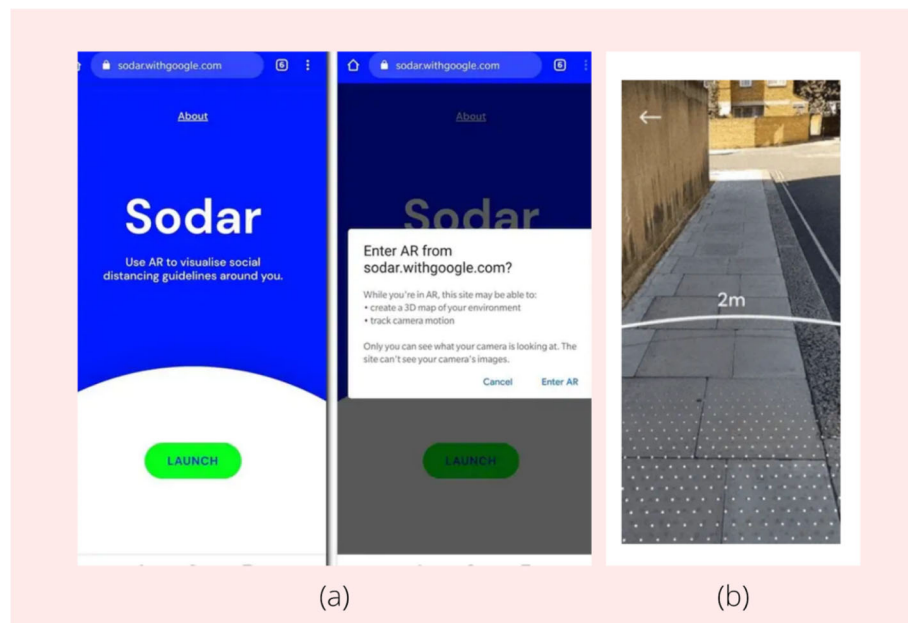 sodar.withgoogle.com 6
About
Sodar
Use AR to visualise social
distancing guidelines around you.
LAUNCH
sodar.withgoogle.com 6
About
Sodar
Enter AR from
sodar.withgoogle.com?
While you're in AR, this site may be able to:
• create a 3D map of your environment
• track camera motion
Only you can see what your camera is looking at. The
site can't see your camera's images.
Cancel Enter AR
LAUNCH
2m
(a)
(b)